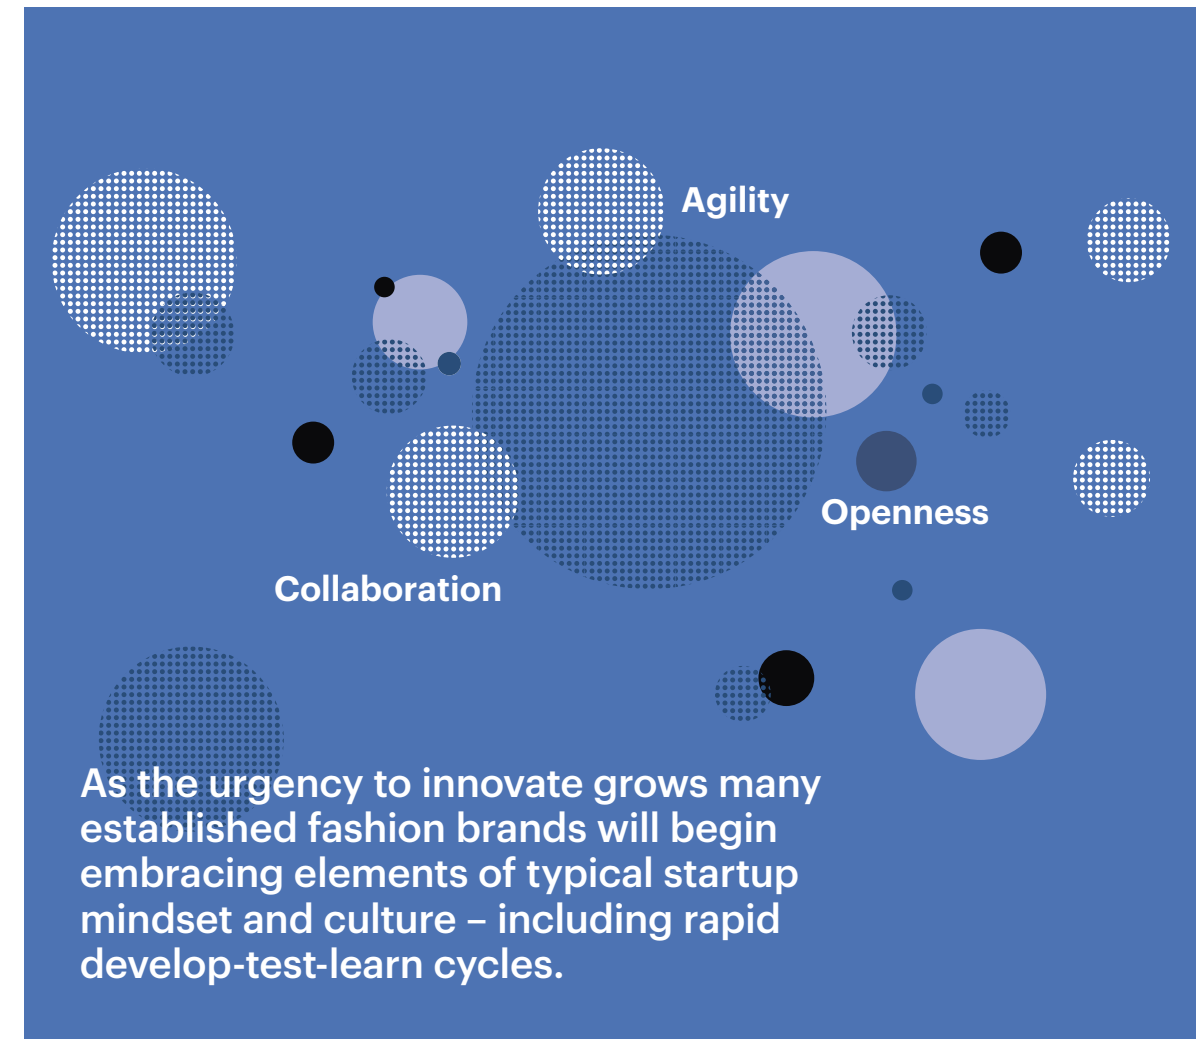 Agility
Openness
Collaboration
As the urgency to innovate grows many
established fashion brands will begin
embracing elements of typical startup
mindset and culture – including rapid
develop-test-learn cycles.